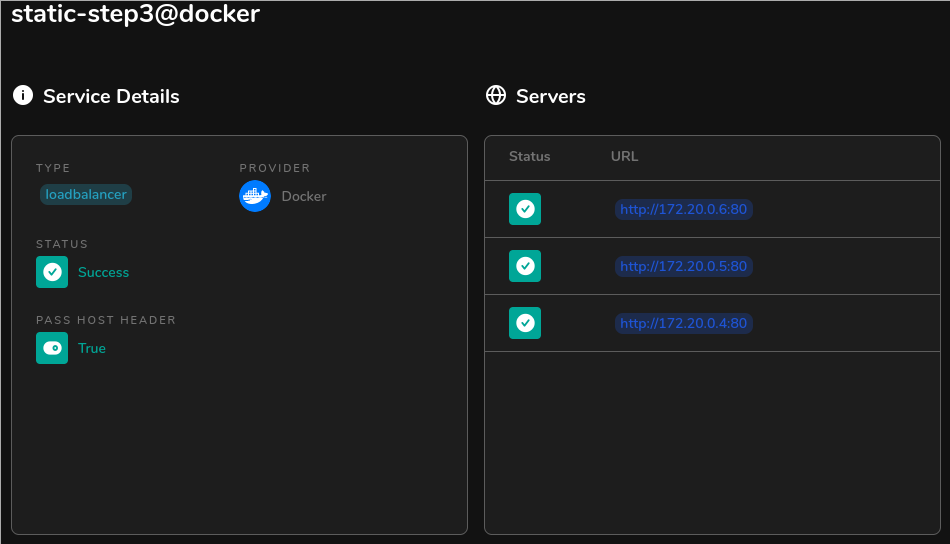 static-step3@docker
Service Details
TYPE
PROVIDER
loadbalancer
Docker
STATUS
Success
PASS HOST HEADER
True
Servers
Status URL
http://172.20.0.6:80
http://172.20.0.5:80
http://172.20.0.4:80